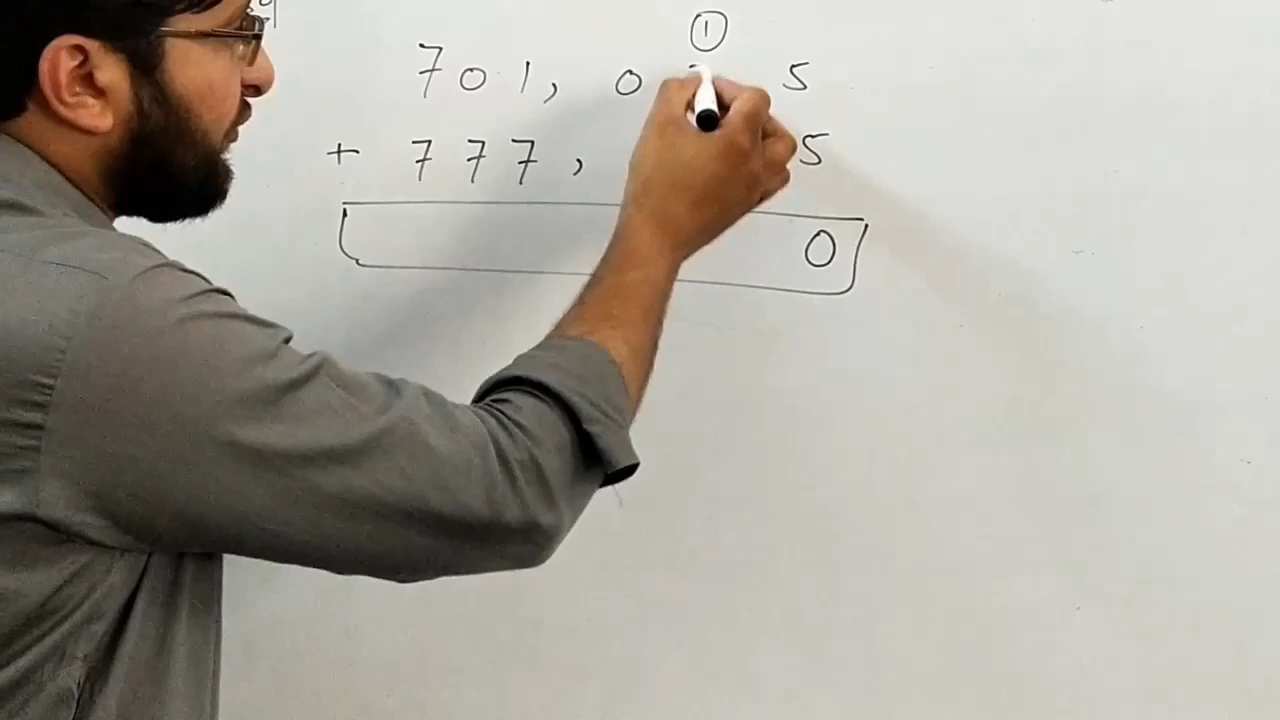 ①
701, 0 5
+ 777, 5
0